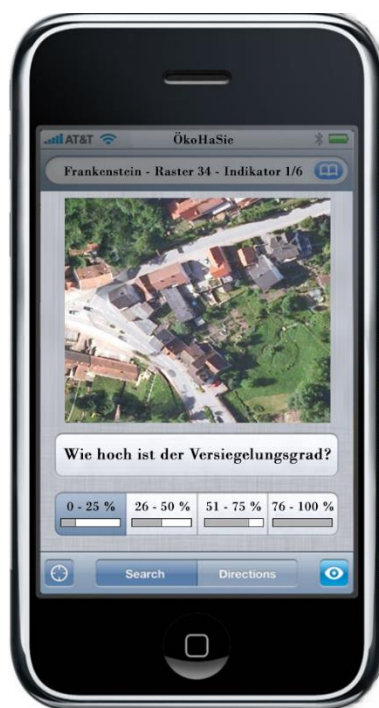 AT&T ÖkoHaSie
Frankenstein - Raster 34 - Indikator 1/6
Wie hoch ist der Versiegelungsgrad?
0 - 25 % 26 - 50 % 51 - 75 % 76 - 100 %
Search Directions